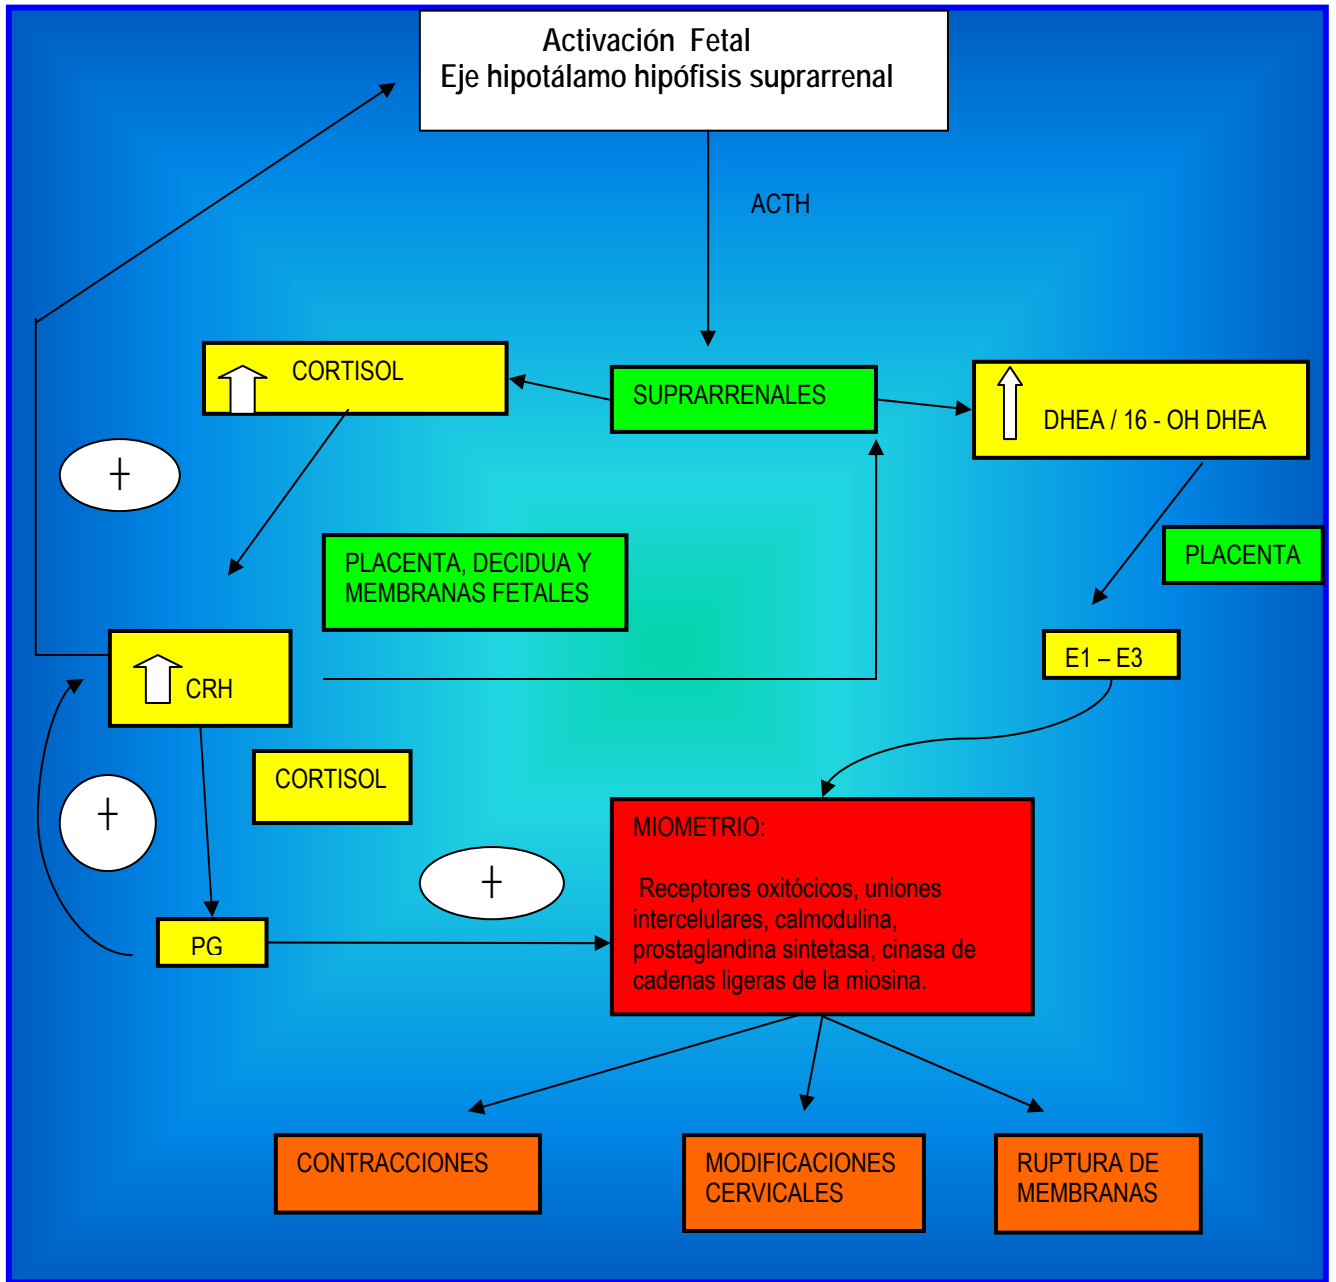 Activación Fetal
Eje hipotálamo hipófisis suprarrenal
ACTH
CORTISOL
SUPRARRENALES
DHEA / 16 - OH DHEA
+
PLACENTA, DECIDUA Y
MEMBRANAS FETALES
PLACENTA
E1 – E3
CRH
CORTISOL
+
+
PG
MIOMETRIO:
Receptores oxitócicos, uniones
intercelulares, calmodulina,
prostaglandina sintetasa, cinasa de
cadenas ligeras de la miosina.
CONTRACCIONES
MODIFICACIONES
CERVICALES
RUPTURA DE
MEMBRANAS